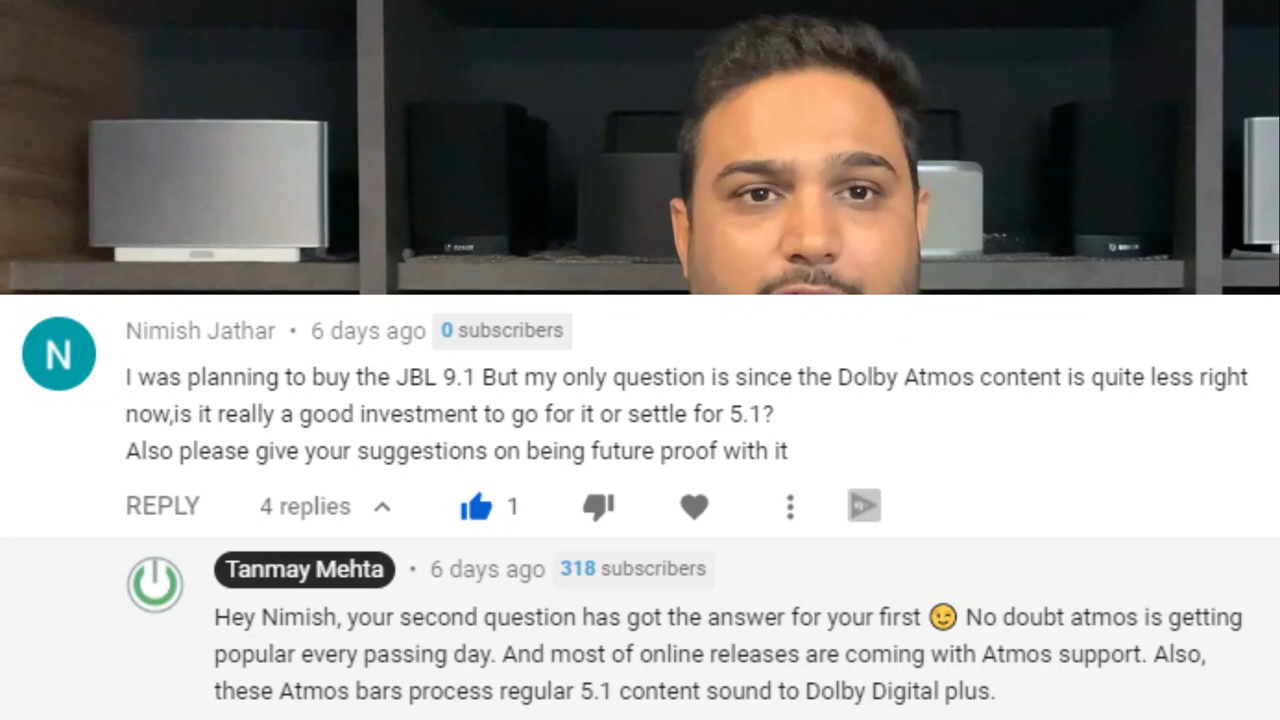 Nimish Jathar • 6 days ago 0 subscribers
I was planning to buy the JBL 9.1 But my only question is since the Dolby Atmos content is quite less right
now,is it really a good investment to go for it or settle for 5.1?
Also please give your suggestions on being future proof with it
REPLY 4 replies 1
N
Tanmay Mehta • 6 days ago 318 subscribers
Hey Nimish, your second question has got the answer for your first 😉 No doubt atmos is getting
popular every passing day. And most of online releases are coming with Atmos support. Also,
these Atmos bars process regular 5.1 content sound to Dolby Digital plus.